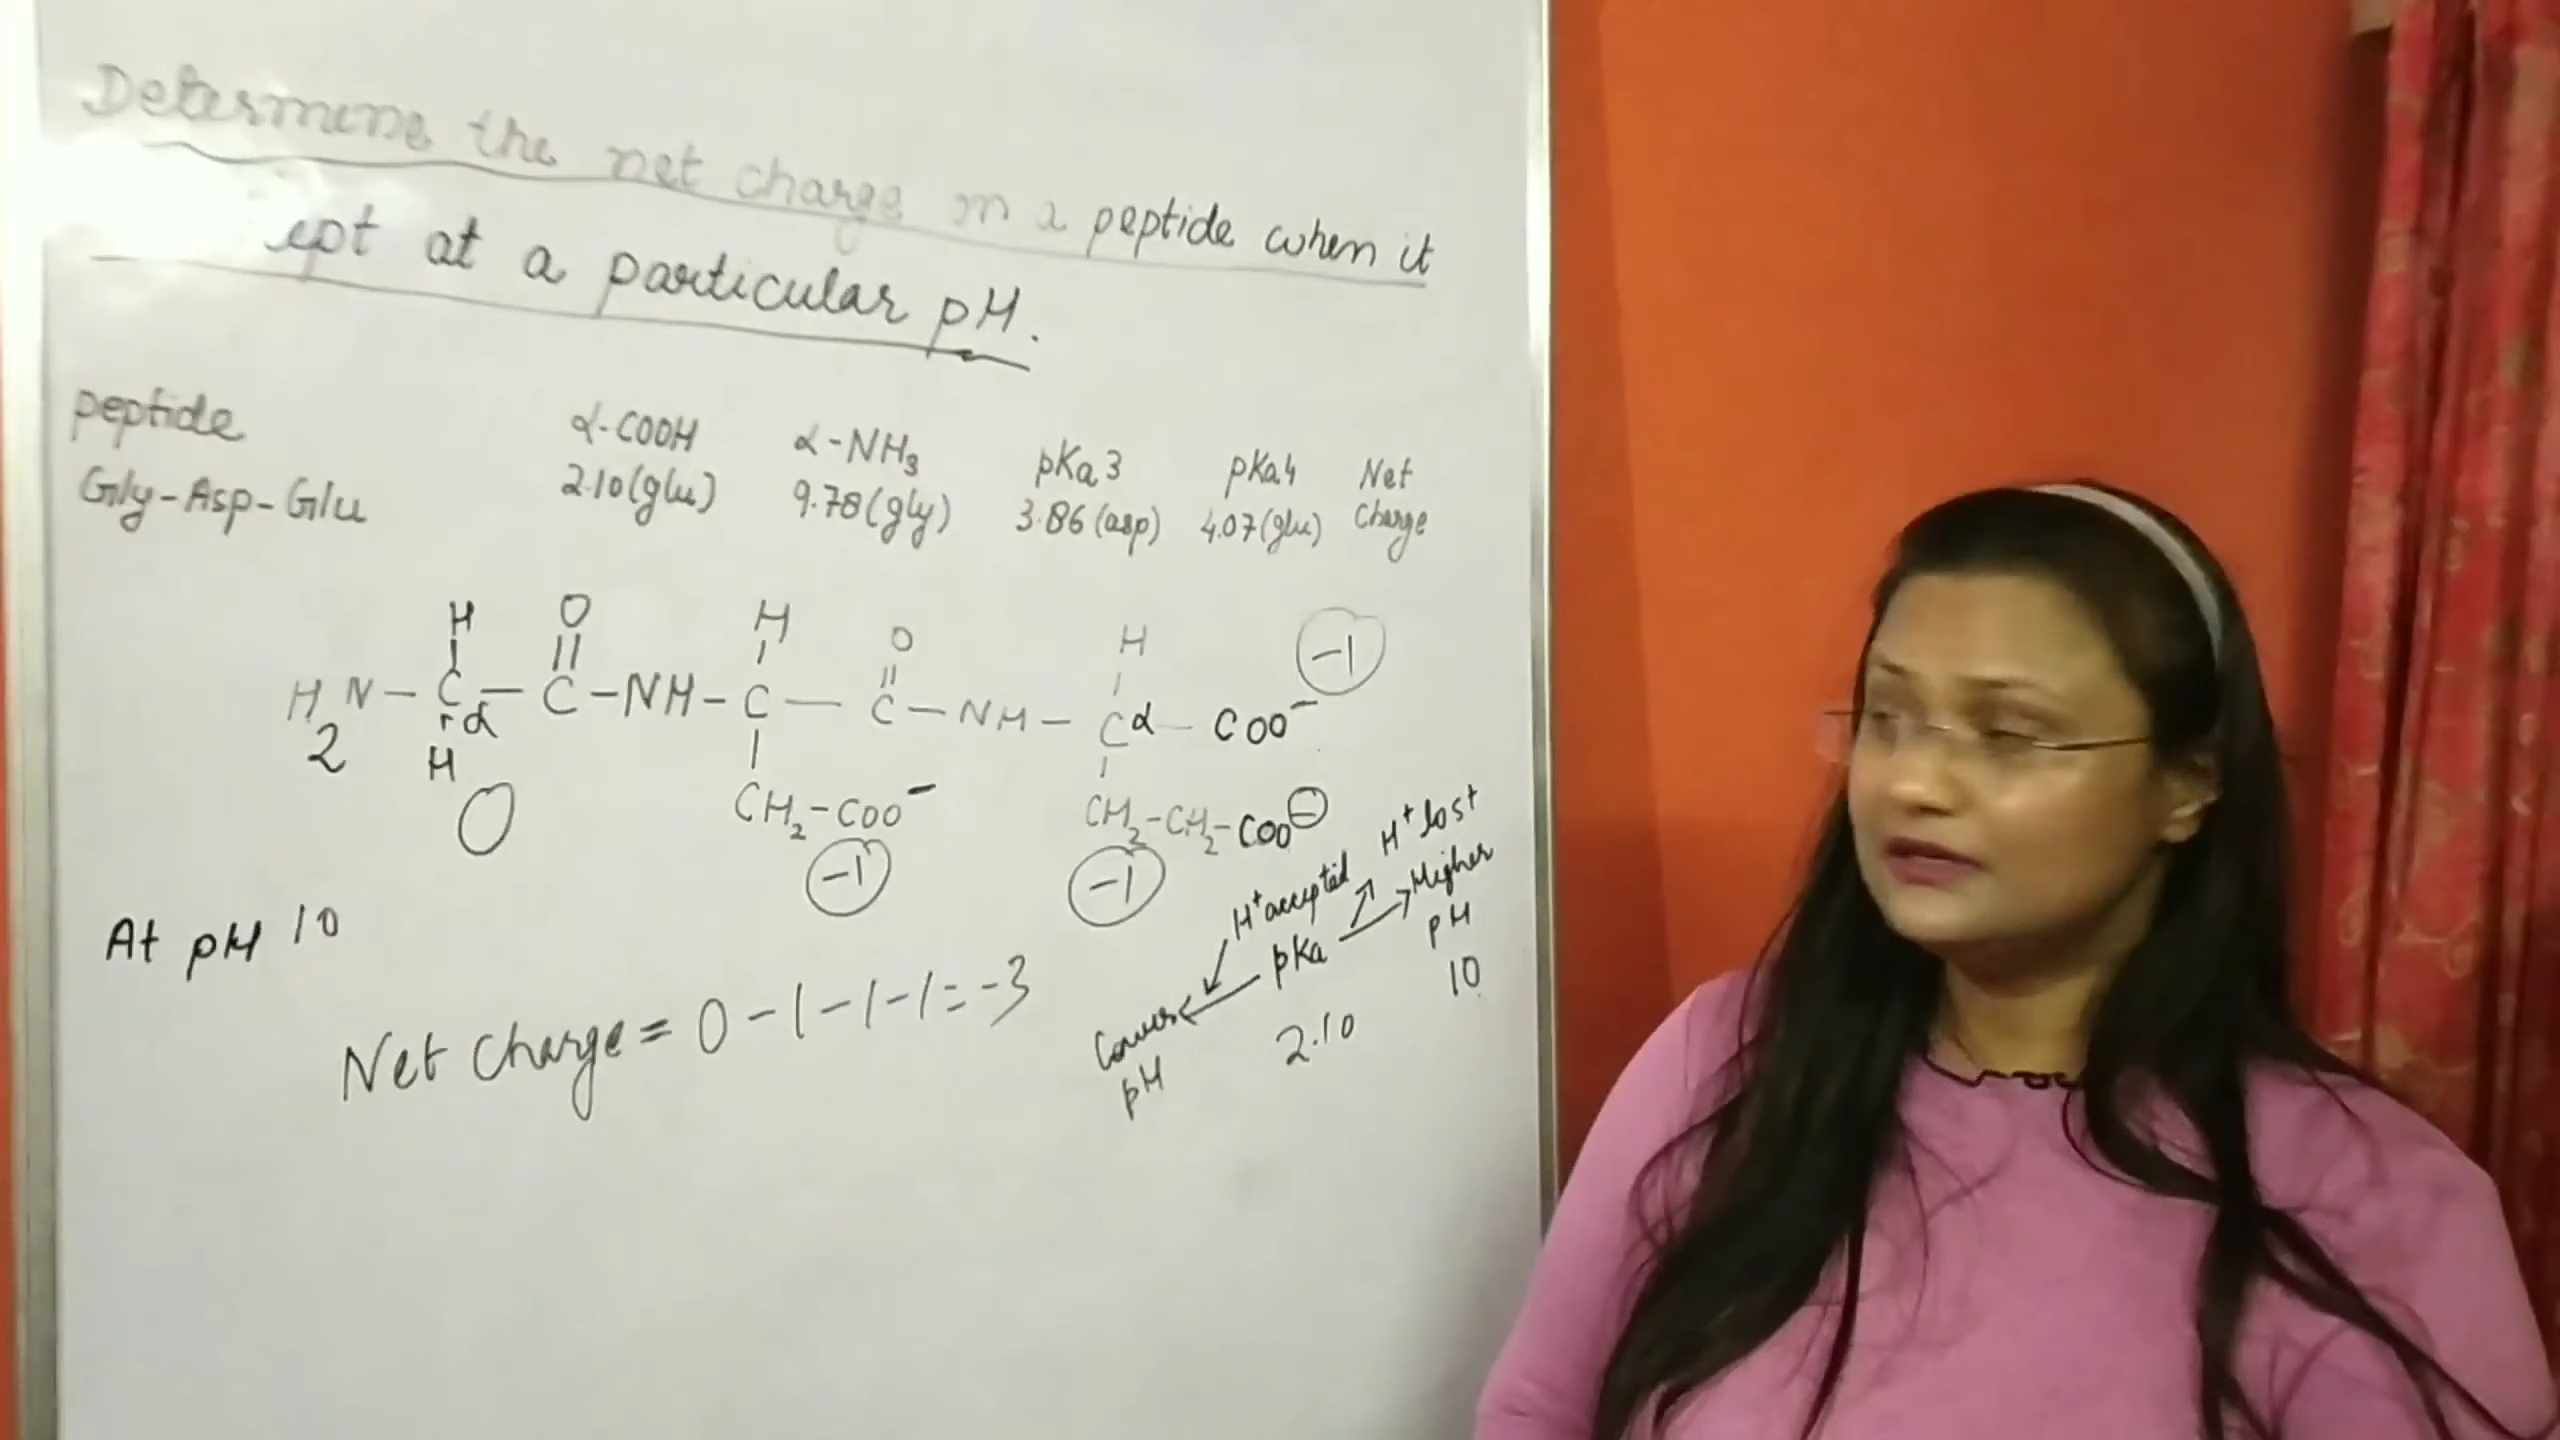 Determine the net charge on a peptide when it
ept at a particular pH.
peptide α-COOH α-NH3 pKa3 pKa4 Net
Gly-Asp-Glu 2.10(glu) 9.78(gly) 3.86(asp) 4.07(glu) Charge
H O H O H -1
H2N-C-C-NH-C-C-NH-C α COO-
α
H CH2-COO- CH2-CH2-COO-
0 -1 -1
H+ accepted H+ lost
At pH 10 pKa Higher
pH
10
Net Charge = 0-1-1-1=-3
pH 2.10